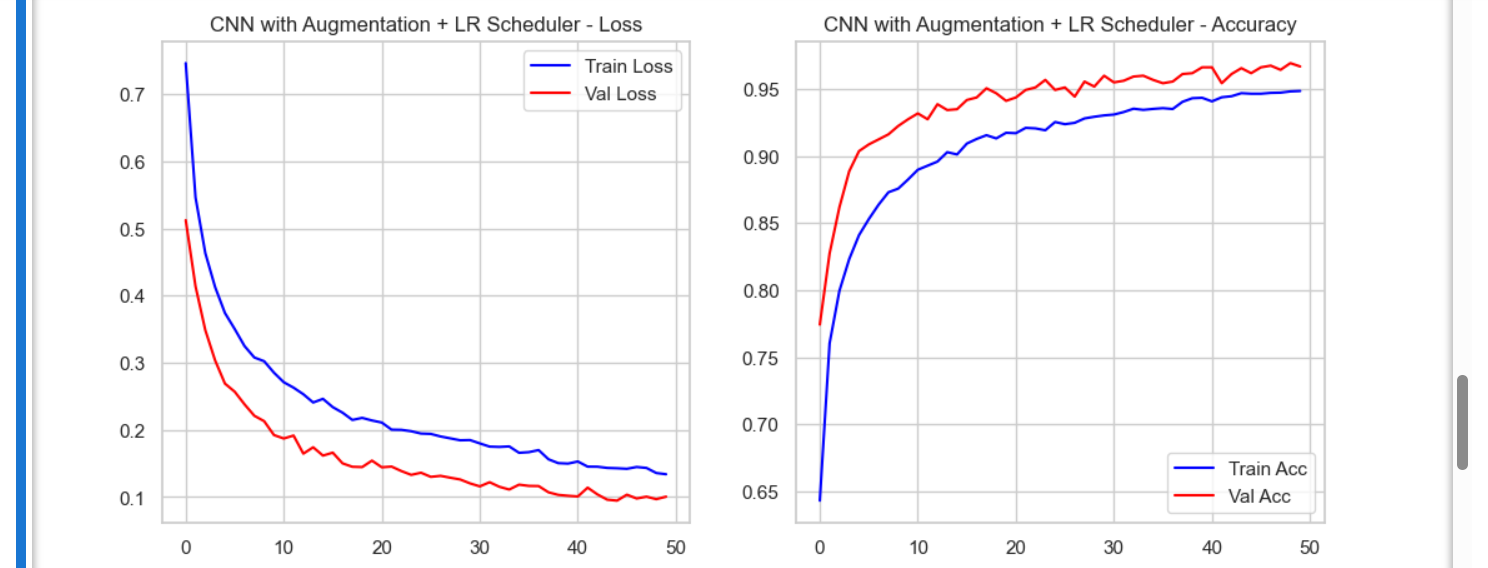 CNN with Augmentation + LR Scheduler - Loss
Train Loss
Val Loss
0.7
0.6
0.5
0.4
0.3
0.2
0.1
0 10 20 30 40 50
CNN with Augmentation + LR Scheduler - Accuracy
0.95
0.90
0.85
0.80
0.75
0.70
0.65
Train Acc
Val Acc
0 10 20 30 40 50